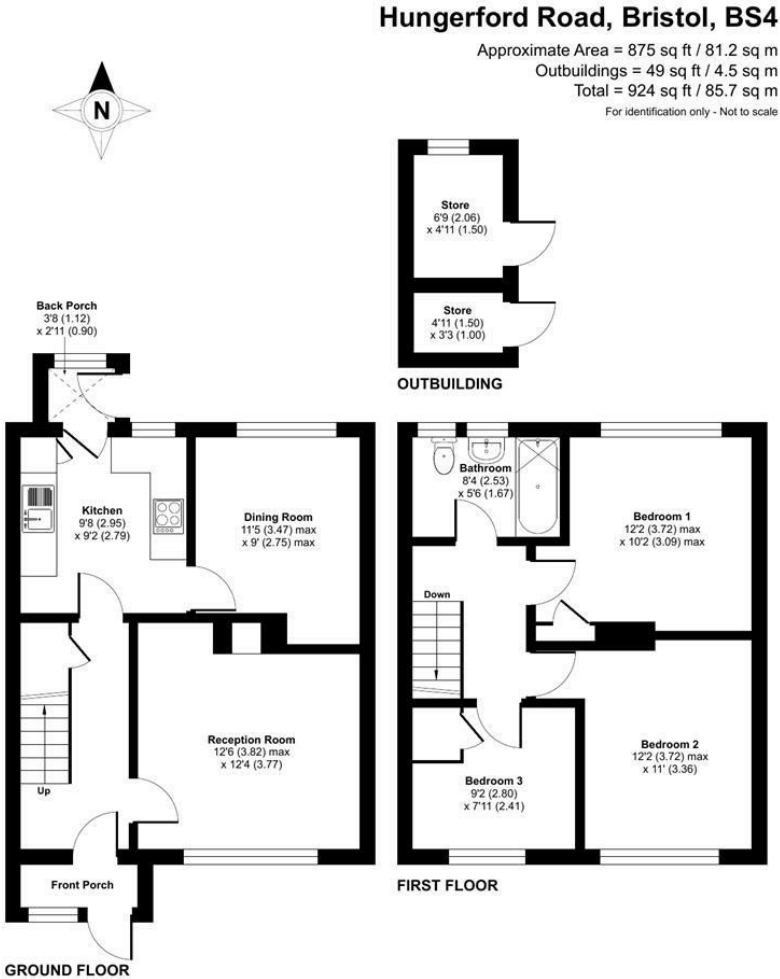 Hungerford Road, Bristol, BS4
Approximate Area = 875 sq ft / 81.2 sq m
Outbuildings = 49 sq ft / 4.5 sq m
Total = 924 sq ft / 85.7 sq m
For identification only - Not to scale
N
Store
6'9 (2.06)
x 4'11 (1.50)
Store
4'11 (1.50)
x 3'3 (1.00)
OUTBUILDING
Back Porch
3'8 (1.12)
x 2'11 (0.90)
Kitchen
9'8 (2.95)
x 9'2 (2.79)
Dining Room
11'5 (3.47) max
x 9' (2.75) max
Reception Room
12'6 (3.82) max
x 12'4 (3.77)
Up
Front Porch
GROUND FLOOR
Bathroom
8'4 (2.53)
x 5'6 (1.67)
Bedroom 1
12'2 (3.72) max
x 10'2 (3.09) max
Down
Bedroom 2
12'2 (3.72) max
x 11' (3.36)
Bedroom 3
9'2 (2.80)
x 7'11 (2.41)
FIRST FLOOR